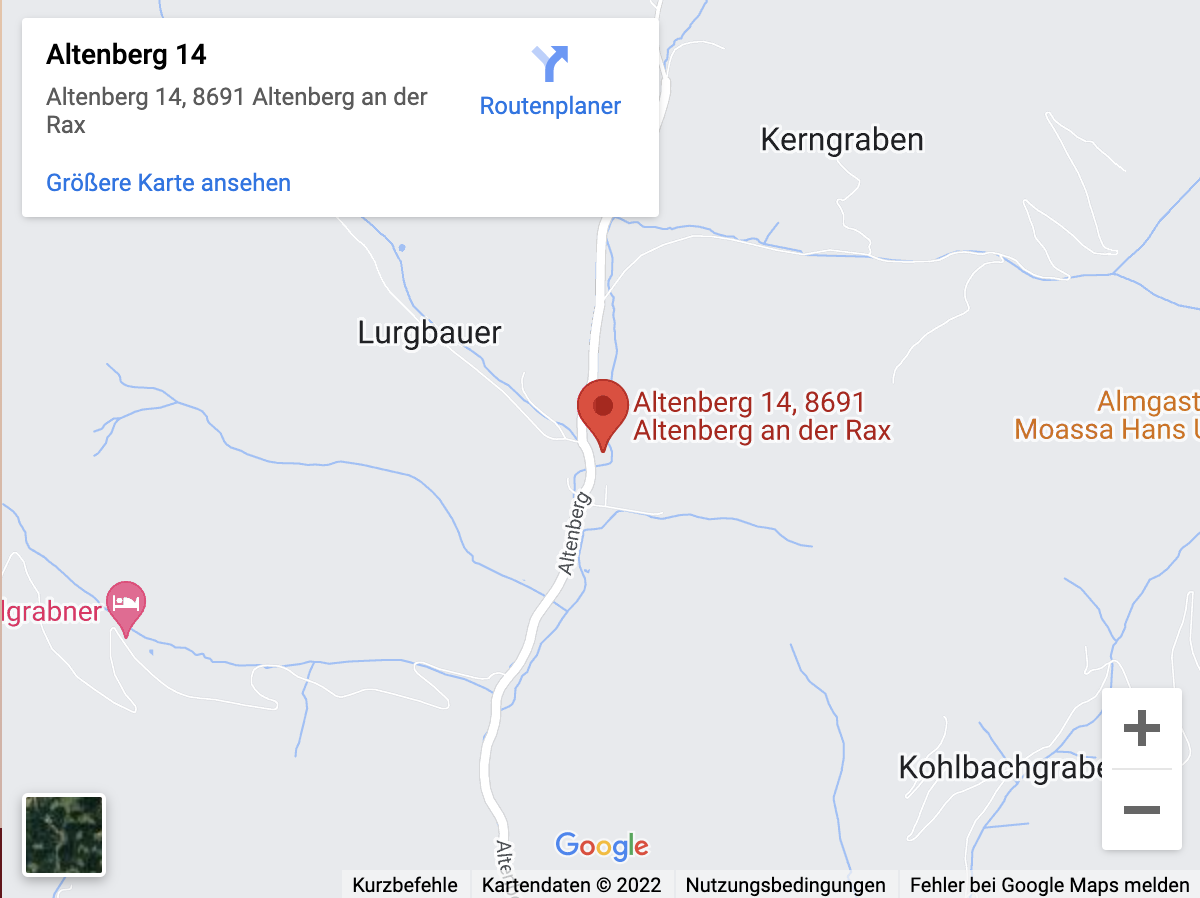 Altenberg 14
Altenberg 14, 8691 Altenberg an der
Rax
Routenplaner
Größere Karte ansehen
Kerngraben
Lurgbauer
Altenberg 14, 8691
Altenberg an der Rax
Almgast
Moassa Hans U
Altenberg
lgrabner
Kohlbachgrabe
Altenb
Google
Kurzbefehle
Kartendaten © 2022
Nutzungsbedingungen
Fehler bei Google Maps melden